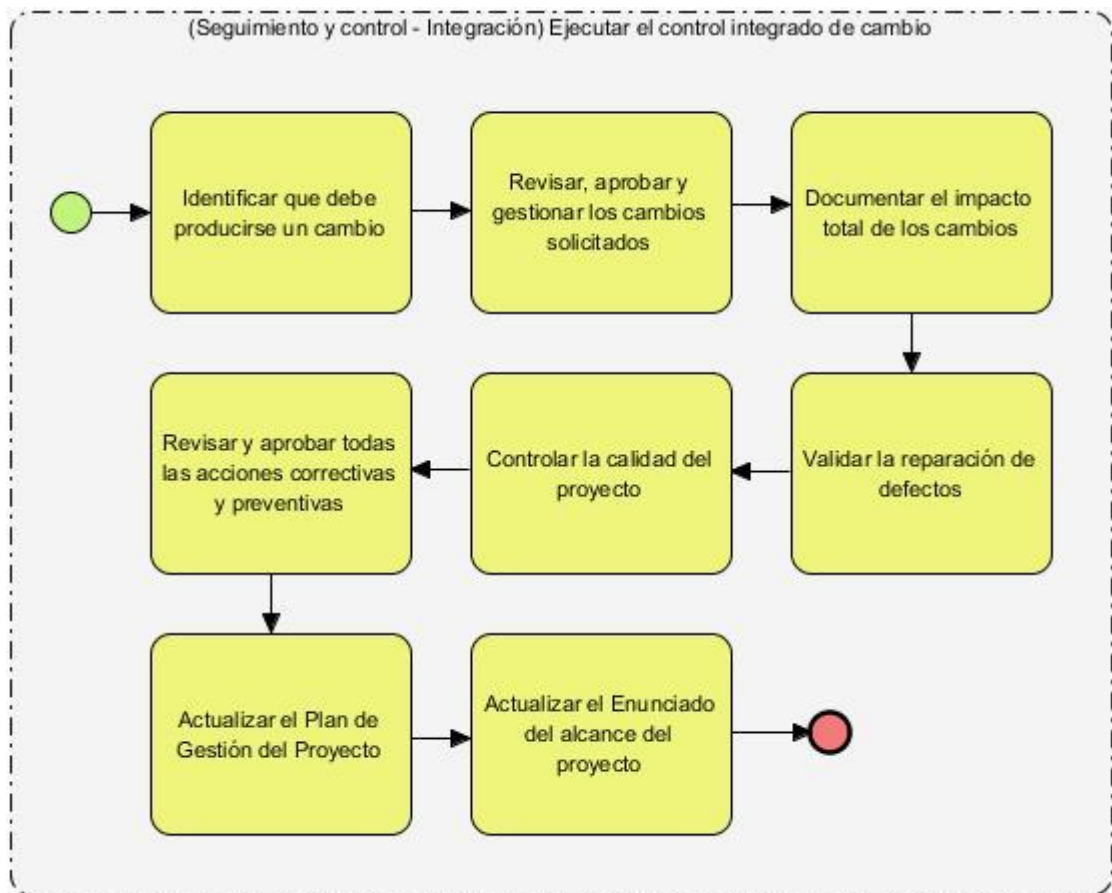 (Seguimiento y control - Integración) Ejecutar el control integrado de cambio
Identificar que debe
producirse un cambio
Revisar, aprobar y
gestionar los cambios
solicitados
Documentar el impacto
total de los cambios
Validar la reparación de
defectos
Controlar la calidad del
proyecto
Revisar y aprobar todas
las acciones correctivas
y preventivas
Actualizar el Plan de
Gestión del Proyecto
Actualizar el Enunciado
del alcance del
proyecto